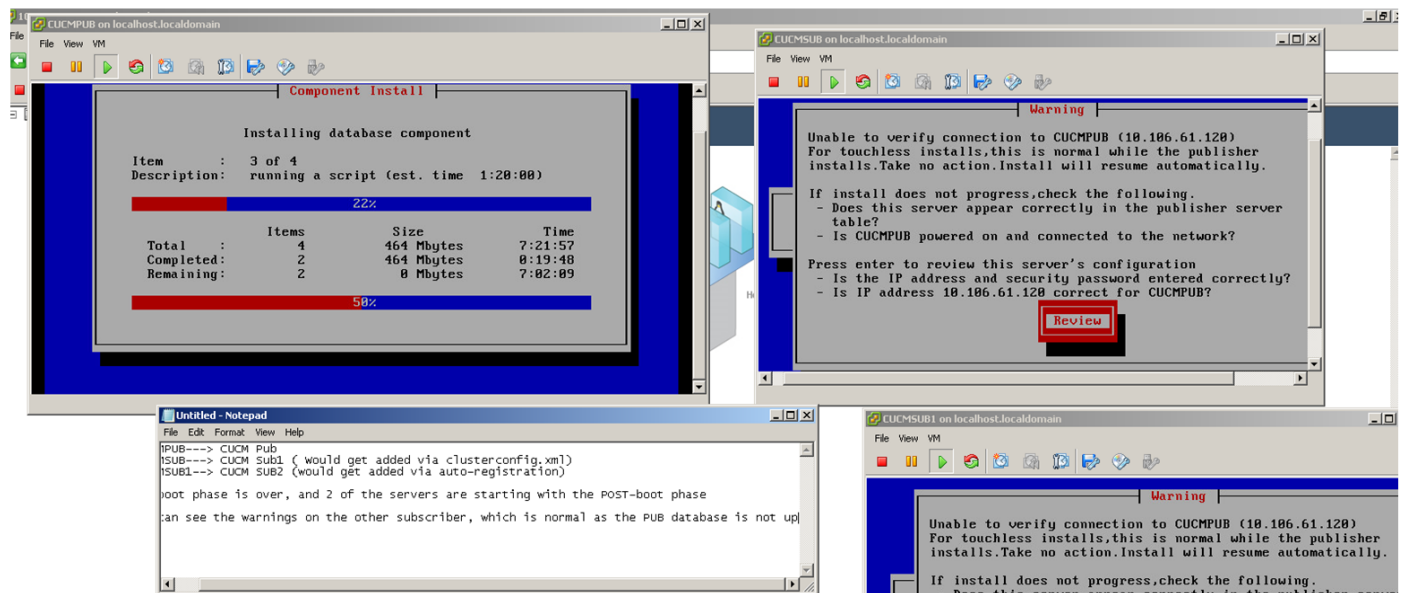 CUCMPUB on localhost.localdomain
File View VM
Component Install
Installing database component
Item : 3 of 4
Description: running a script (est. time 1:20:00)
22%
Items Size Time
Total : 4 464 Mbytes 7:21:57
Completed: 2 464 Mbytes 0:19:48
Remaining: 2 0 Mbytes 7:02:09
50%
CUCMSUB on localhost.localdomain
File View VM
Warning
Unable to verify connection to CUCMPUB (10.106.61.120)
For touchless installs,this is normal while the publisher
installs.Take no action.Install will resume automatically.
If install does not progress,check the following.
- Does this server appear correctly in the publisher server
table?
- Is CUCMPUB powered on and connected to the network?
Press enter to review this server's configuration
- Is the IP address and security password entered correctly?
- Is IP address 10.106.61.120 correct for CUCMPUB?
Review
Untitled - Notepad
File Edit Format View Help
MPUB---> CUCM Pub
MSUB---> CUCM Sub1 ( would get added via clusterconfig.xml)
MSUB1--> CUCM SUB2 (would get added via auto-registration)
boot phase is over, and 2 of the servers are starting with the POST-boot phase
can see the warnings on the other subscriber, which is normal as the PUB database is not up
CUCMSUB1 on localhost.localdomain
File View VM
Warning
Unable to verify connection to CUCMPUB (10.106.61.120)
For touchless installs,this is normal while the publisher
installs.Take no action.Install will resume automatically.
If install does not progress,check the following.
- Does this server appear correctly in the publisher server